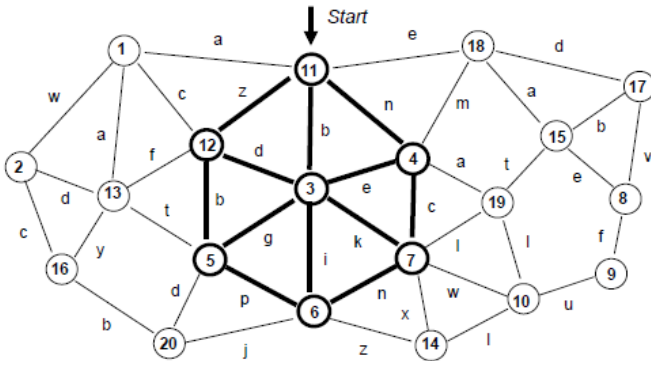 Start
a e
1 11 18 d
w z n m a 17
c b b
a 12 4 15
2 f d a t e v
d 13 3 e
b c 19 8
c t g k l l f
y
16 5 i 7 9
d p n w 10 u
b 6 x
20 j z 14 l